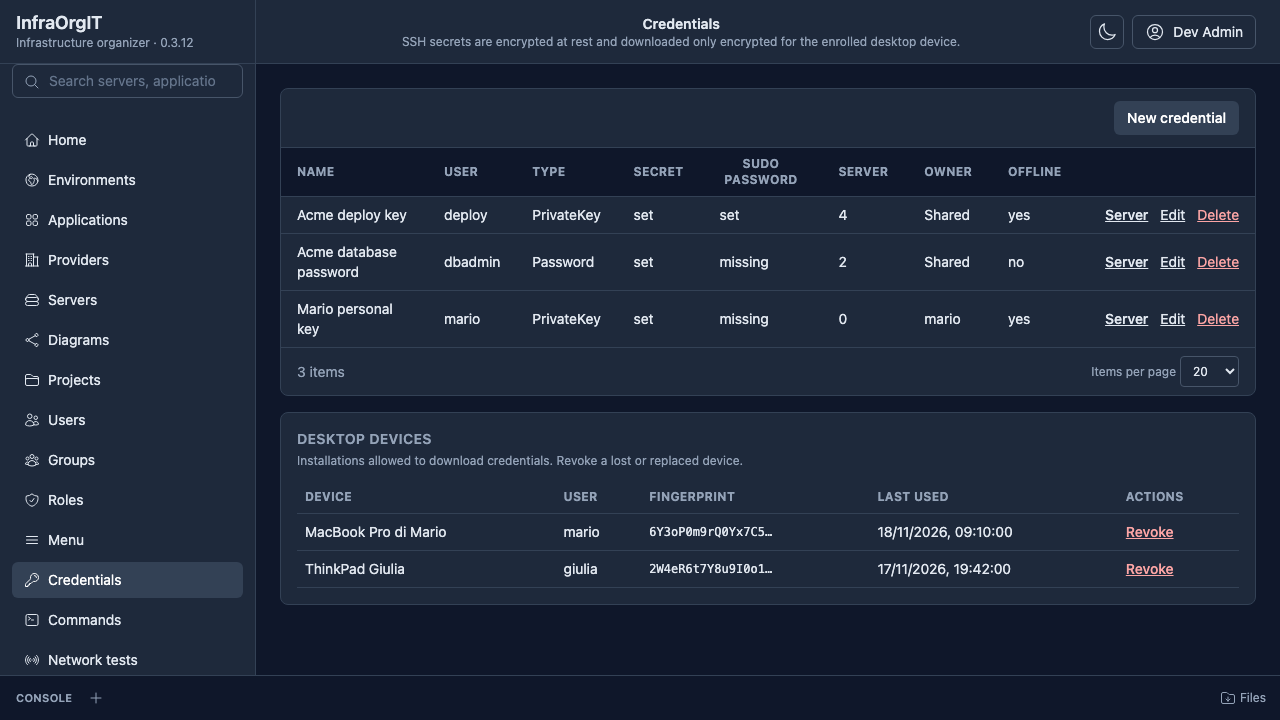 InfraOrgIT
Infrastructure organizer · 0.3.12
Credentials
SSH secrets are encrypted at rest and downloaded only encrypted for the enrolled desktop device.
Dev Admin
Search servers, applicatio
Home
Environments
Applications
Providers
Servers
Diagrams
Projects
Users
Groups
Roles
Menu
Credentials
Commands
Network tests
New credential
NAME USER TYPE SECRET SUDO PASSWORD SERVER OWNER OFFLINE
Acme deploy key deploy PrivateKey set set 4 Shared yes Server Edit Delete
Acme database password dbadmin Password set missing 2 Shared no Server Edit Delete
Mario personal key mario PrivateKey set missing 0 mario yes Server Edit Delete
3 items
Items per page 20
DESKTOP DEVICES
Installations allowed to download credentials. Revoke a lost or replaced device.
DEVICE USER FINGERPRINT LAST USED ACTIONS
MacBook Pro di Mario mario 6Y3oP0m9rQ0Yx7C5… 18/11/2026, 09:10:00 Revoke
ThinkPad Giulia giulia 2W4eR6t7Y8u9I0o1… 17/11/2026, 19:42:00 Revoke
CONSOLE
Files